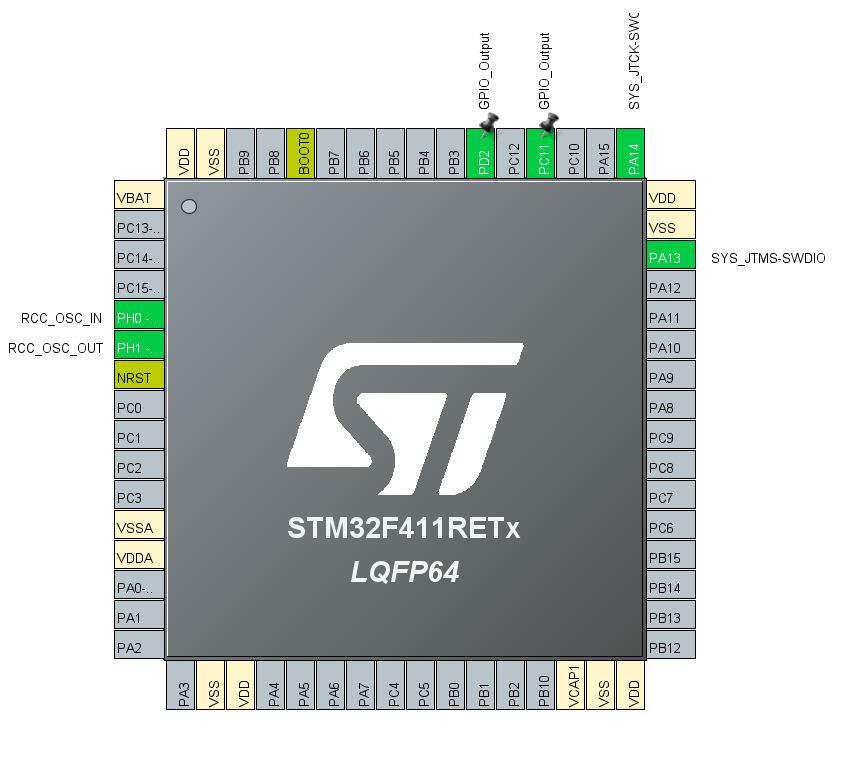 GPIO_Output
GPIO_Output
SYS_JTCK-SWC
VDD
VSS
PB9
PB8
BOOT0
PB7
PB6
PB5
PB4
PB3
PD2
PC12
PC11
PC10
PA15
PA14
VBAT
PC13-..
PC14-..
PC15-..
RCC_OSC_IN
PH0 -..
RCC_OSC_OUT
PH1 -..
NRST
PC0
PC1
PC2
PC3
VSSA
VDDA
PA0-..
PA1
PA2
VDD
VSS
PA13
SYS_JTMS-SWDIO
PA12
PA11
PA10
PA9
PA8
PC9
PC8
PC7
PC6
PB15
PB14
PB13
PB12
ST
STM32F411RETx
LQFP64
PA3
VSS
VDD
PA4
PA5
PA6
PA7
PC4
PC5
PB0
PB1
PB2
PB10
VCAP1
VSS
VDD